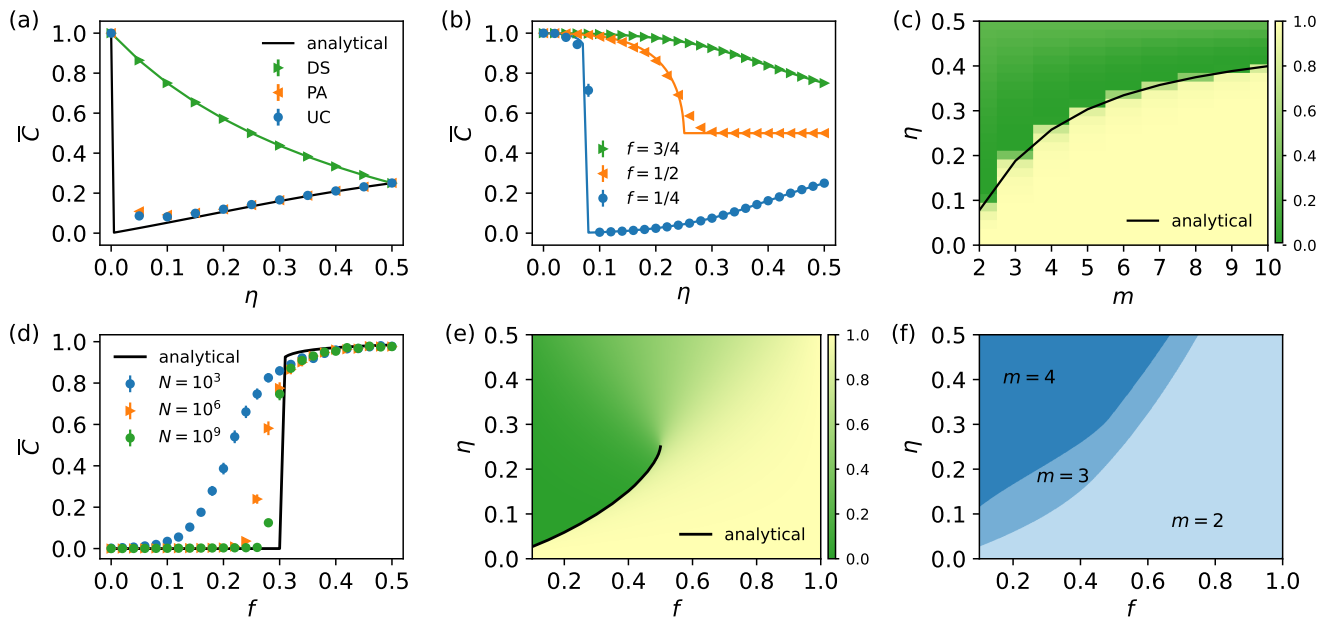 (a)
1.0
0.8
0.6
0.4
0.2
0.0
C̅
analytical
DS
PA
UC
0.0 0.1 0.2 0.3 0.4 0.5
η
(b)
1.0
0.8
0.6
0.4
0.2
0.0
C̅
f = 3/4
f = 1/2
f = 1/4
0.0 0.1 0.2 0.3 0.4 0.5
η
(c)
0.5
0.4
0.3
0.2
0.1
0.0
η
analytical
2 3 4 5 6 7 8 9 10
m
1.0
0.8
0.6
0.4
0.2
0.0
(d)
1.0
0.8
0.6
0.4
0.2
0.0
C̅
analytical
N = 10³
N = 10⁶
N = 10⁹
0.0 0.1 0.2 0.3 0.4 0.5
f
(e)
0.5
0.4
0.3
0.2
0.1
0.0
η
analytical
0.2 0.4 0.6 0.8 1.0
f
1.0
0.8
0.6
0.4
0.2
0.0
(f)
0.5
0.4
0.3
0.2
0.1
0.0
η
m = 4
m = 3
m = 2
0.2 0.4 0.6 0.8 1.0
f